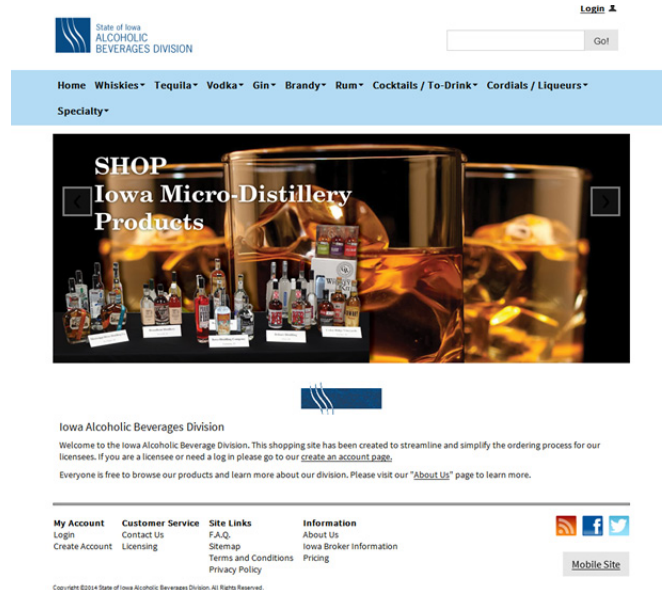 Login
State of Iowa
ALCOHOLIC
BEVERAGES DIVISION
Go!
Home Whiskies Tequila Vodka Gin Brandy Rum Cocktails / To-Drink Cordials / Liqueurs
Specialty
SHOP
Iowa Micro-Distillery
Products
Iowa Alcoholic Beverages Division
Welcome to the Iowa Alcoholic Beverage Division. This shopping site has been created to streamline and simplify the ordering process for our
licensees. If you are a licensee or need a log in please go to our create an account page.
Everyone is free to browse our products and learn more about our division. Please visit our "About Us" page to learn more.
My Account Customer Service Site Links Information
Login Contact Us F.A.Q. About Us
Create Account Licensing Sitemap Iowa Broker Information
Terms and Conditions Pricing
Privacy Policy
Mobile Site
Copyright ©2014 State of Iowa Alcoholic Beverages Division. All Rights Reserved.